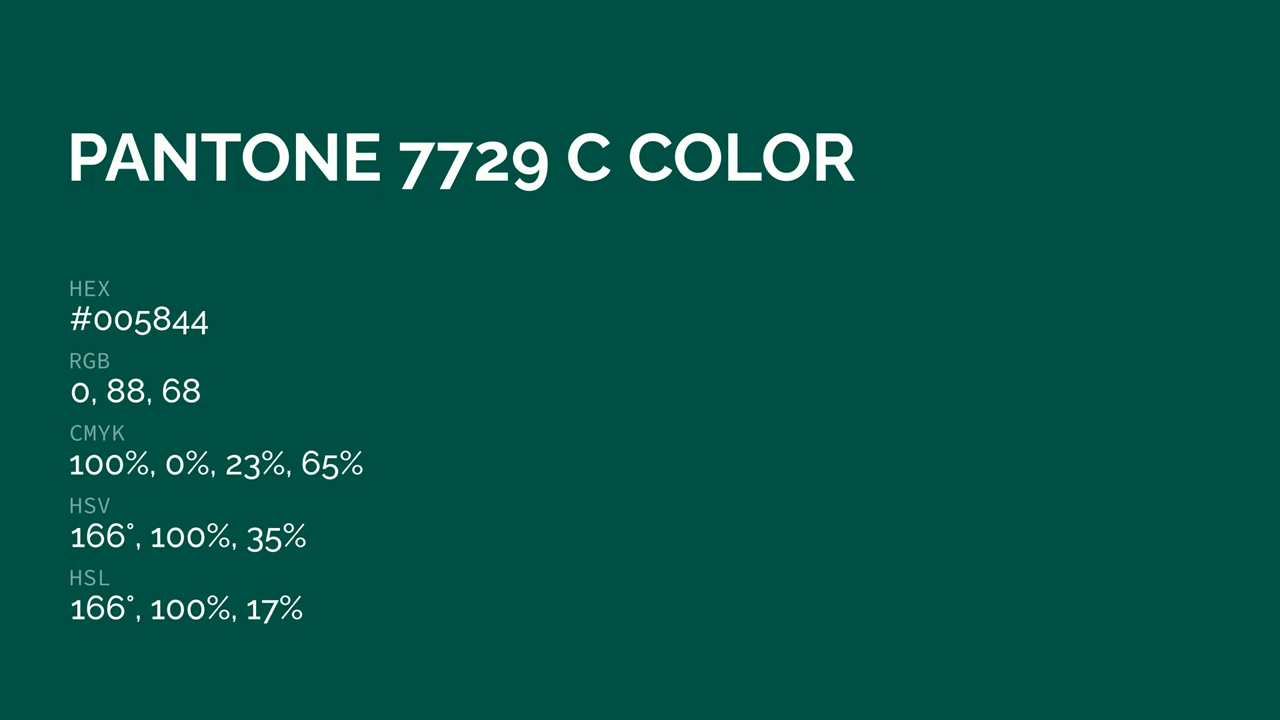 PANTONE 7729 C COLOR
HEX
#005844
RGB
0, 88, 68
CMYK
100%, 0%, 23%, 65%
HSV
166°, 100%, 35%
HSL
166°, 100%, 17%